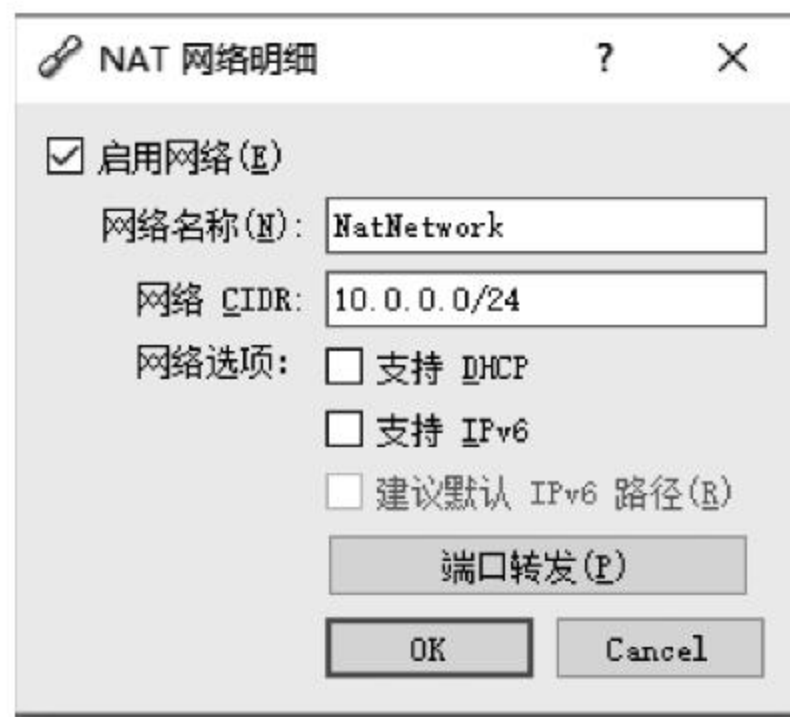 NAT 网络明细 ?
启用网络(E)
网络名称(N): NatNetwork
网络 CIDR: 10.0.0.0/24
网络选项: 支持 DHCP
支持 IPv6
建议默认 IPv6 路径(R)
端口转发(P)
OK Cancel